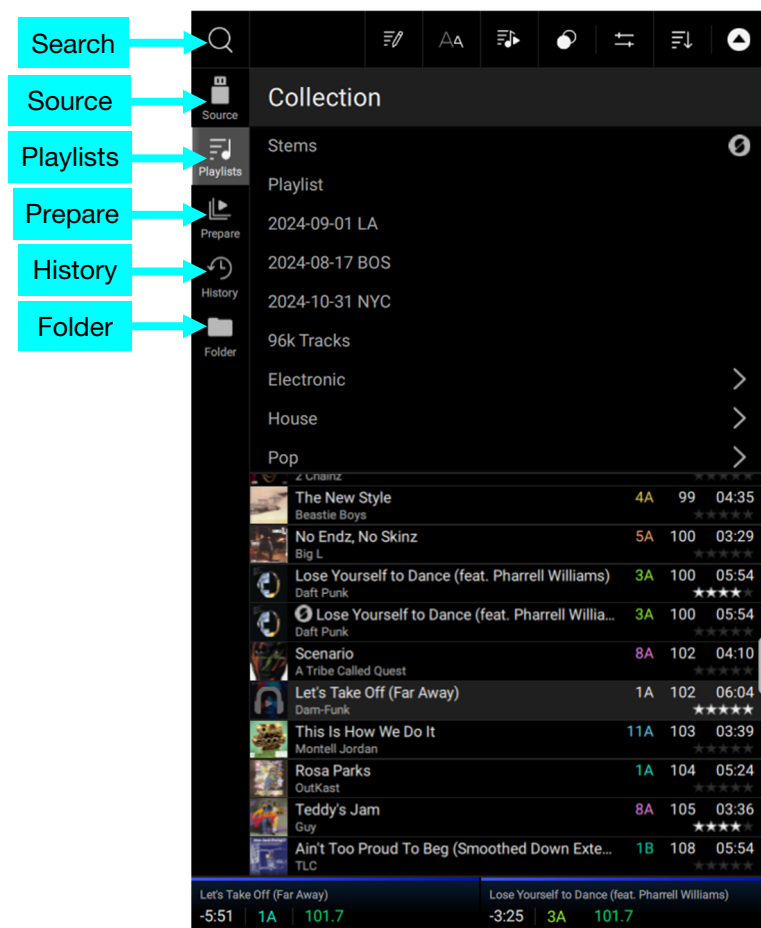 Search
Source
Playlists
Prepare
History
Folder
AA
Source
Playlists
Prepare
History
Folder
Collection
Stems
Playlist
2024-09-01 LA
2024-08-17 BOS
2024-10-31 NYC
96k Tracks
Electronic
House
Pop
2 Chainz
The New Style 4A 99 04:35
Beastie Boys
No Endz, No Skinz 5A 100 03:29
Big L
Lose Yourself to Dance (feat. Pharrell Williams) 3A 100 05:54
Daft Punk
Lose Yourself to Dance (feat. Pharrell Willia... 3A 100 05:54
Daft Punk
Scenario 8A 102 04:10
A Tribe Called Quest
Let's Take Off (Far Away) 1A 102 06:04
Dam-Funk
This Is How We Do It 11A 103 03:39
Montell Jordan
Rosa Parks 1A 104 05:24
OutKast
Teddy's Jam 8A 105 03:36
Guy
Ain't Too Proud To Beg (Smoothed Down Exte... 1B 108 05:54
TLC
Let's Take Off (Far Away) Lose Yourself to Dance (feat. Pharrell Williams)
-5:51 1A 101.7 -3:25 3A 101.7